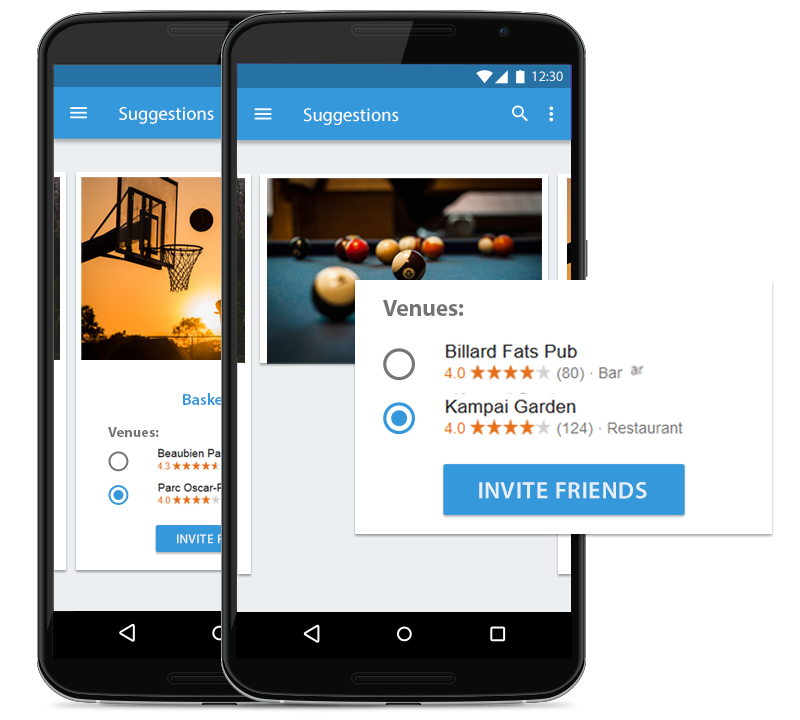 Suggestions
Baske
Venues:
Beaubien Pa
4.3
Parc Oscar-
4.0
INVITE F
12:30
Suggestions
Venues:
Billard Fats Pub
4.0 ★★★★★ (80) · Bar ar
Kampai Garden
4.0 ★★★★★ (124) · Restaurant
INVITE FRIENDS